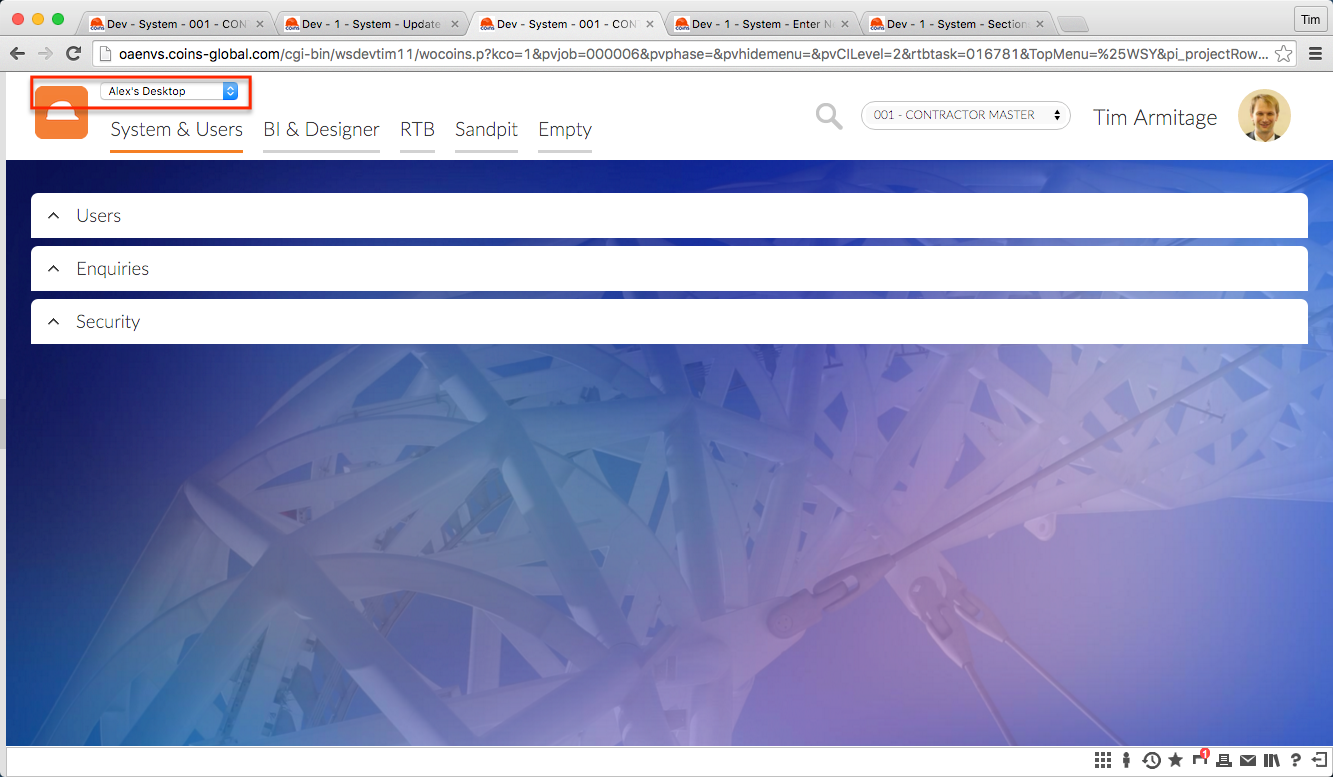 Dev - System - 001 - CON
Dev - 1 - System - Update
Dev - System - 001 - CON
Dev - 1 - System - Enter N
Dev - 1 - System - Section
Tim
oaenvs.coins-global.com/cgi-bin/wsdevtim11/wocoins.p?kco=1&pvjob=000006&pvphase=&pvhidemenu=&pvCILevel=2&rtbtask=016781&TopMenu=%25WSY&pi_projectRow...
Alex's Desktop
System & Users BI & Designer RTB Sandpit Empty
001 - CONTRACTOR MASTER
Tim Armitage
Users
Enquiries
Security
1
?